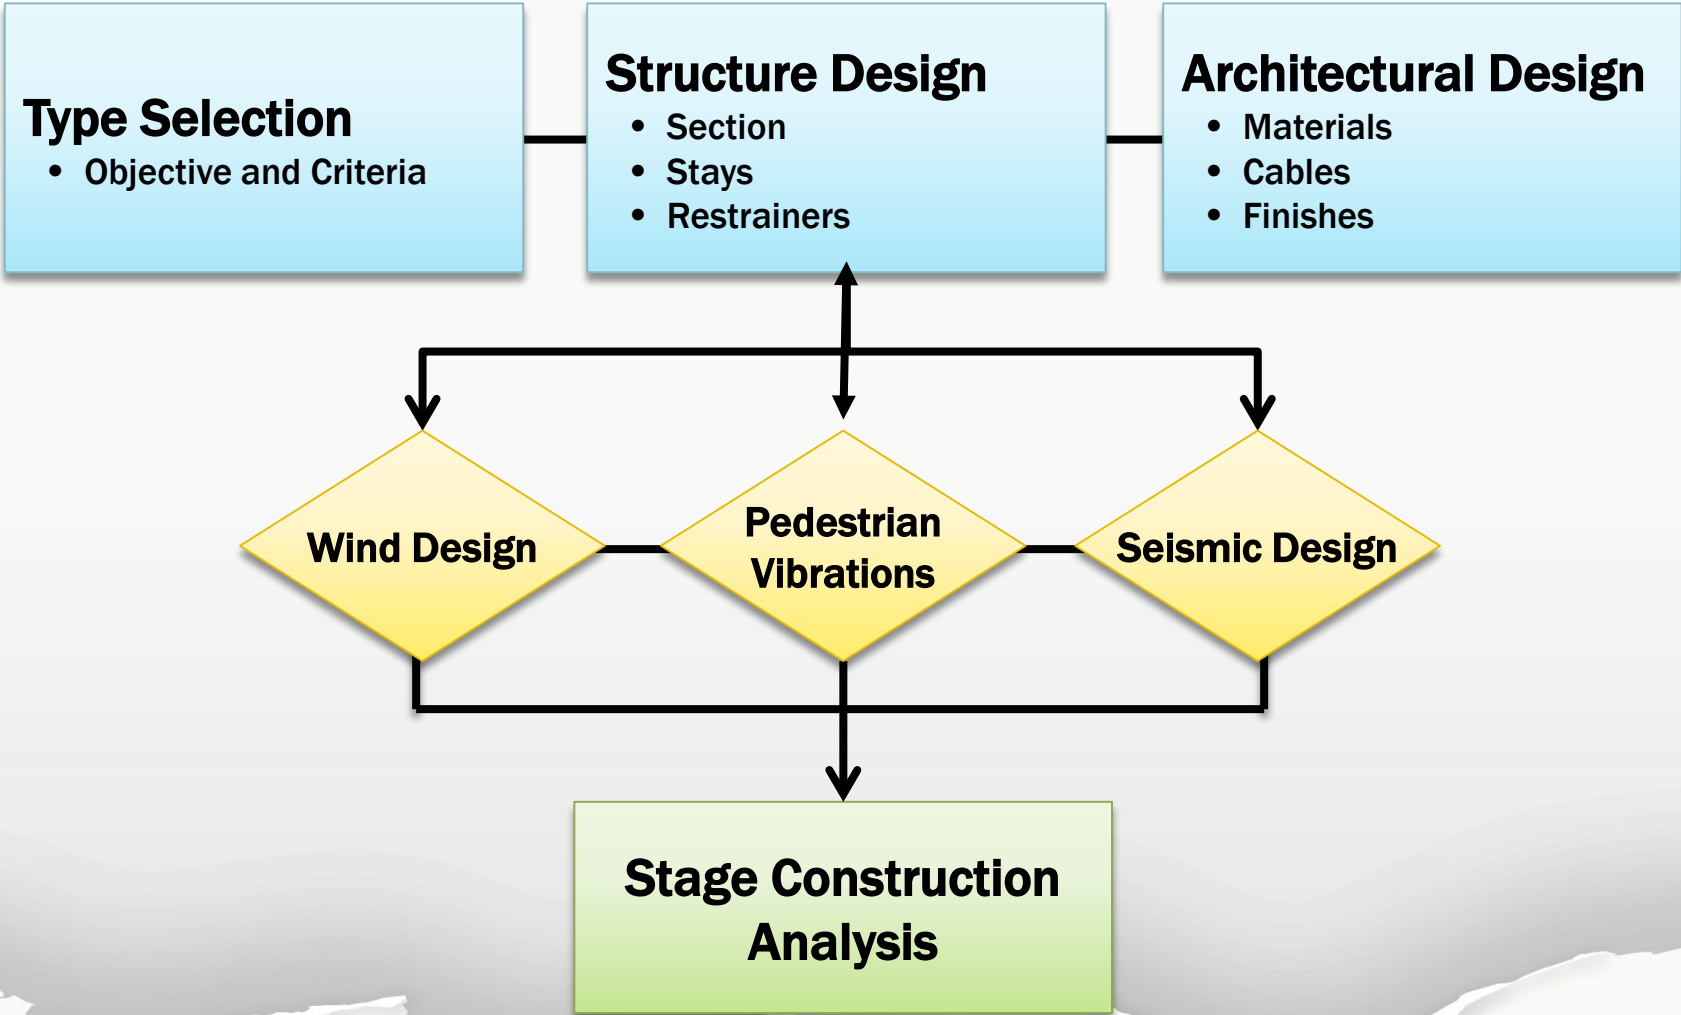 Type Selection
• Objective and Criteria
Structure Design
• Section
• Stays
• Restrainers
Architectural Design
• Materials
• Cables
• Finishes
Wind Design
Pedestrian
Vibrations
Seismic Design
Stage Construction
Analysis